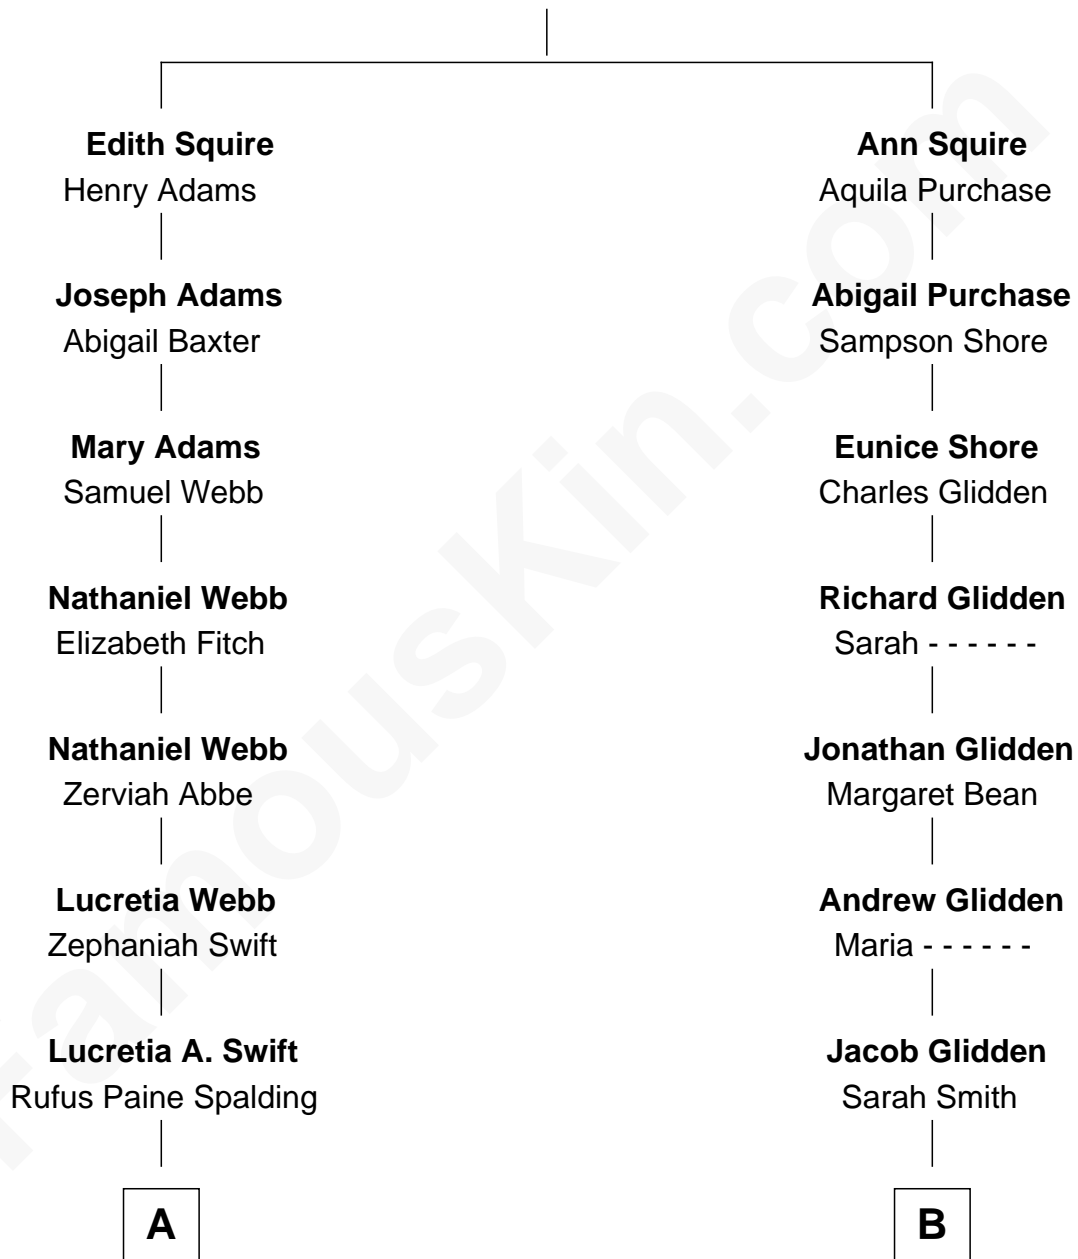 Edith Squire
Henry Adams
Joseph Adams
Abigail Baxter
Mary Adams
Samuel Webb
Nathaniel Webb
Elizabeth Fitch
Nathaniel Webb
Zerviah Abbe
Lucretia Webb
Zephaniah Swift
Lucretia A. Swift
Rufus Paine Spalding
A
Ann Squire
Aquila Purchase
Abigail Purchase
Sampson Shore
Eunice Shore
Charles Glidden
Richard Glidden
Sarah - - - - - -
Jonathan Glidden
Margaret Bean
Andrew Glidden
Maria - - - - - -
Jacob Glidden
Sarah Smith
B
FamousKin.com